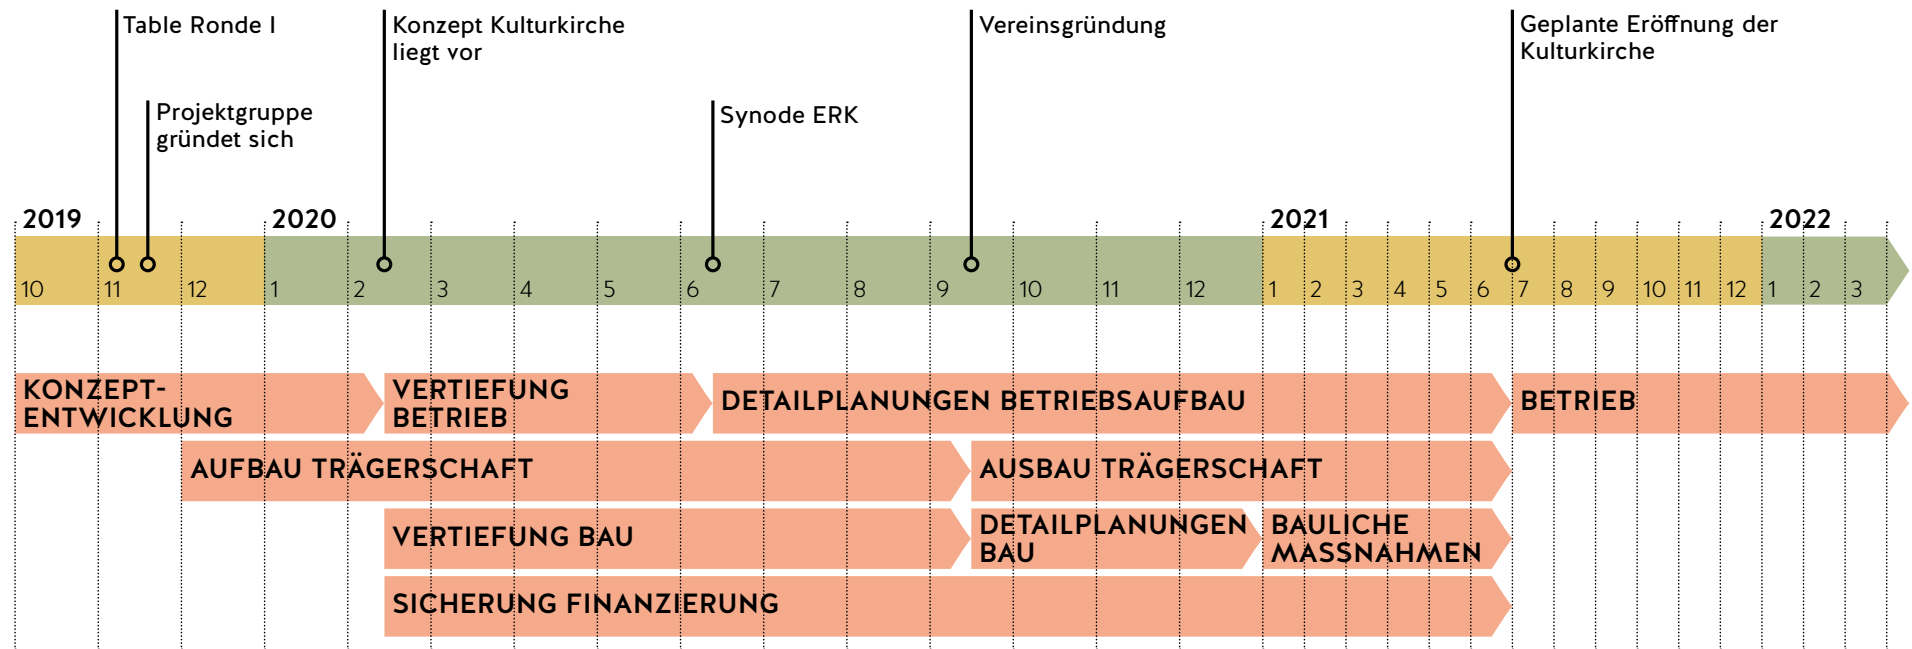 Table Ronde I
Konzept Kulturkirche
liegt vor
Vereinsgründung
Geplante Eröffnung der
Kulturkirche
Projektgruppe
gründet sich
Synode ERK
2019 2020 2021 2022
10 11 12 1 2 3 4 5 6 7 8 9 10 11 12 1 2 3 4 5 6 7 8 9 10 11 12 1 2 3
KONZEPT-
ENTWICKLUNG
VERTIEFUNG
BETRIEB
DETAILPLANUNGEN BETRIEBSAUFBAU
BETRIEB
AUFBAU TRÄGERSCHAFT
AUSBAU TRÄGERSCHAFT
VERTIEFUNG BAU
DETAILPLANUNGEN
BAU
BAULICHE
MASSNAHMEN
SICHERUNG FINANZIERUNG